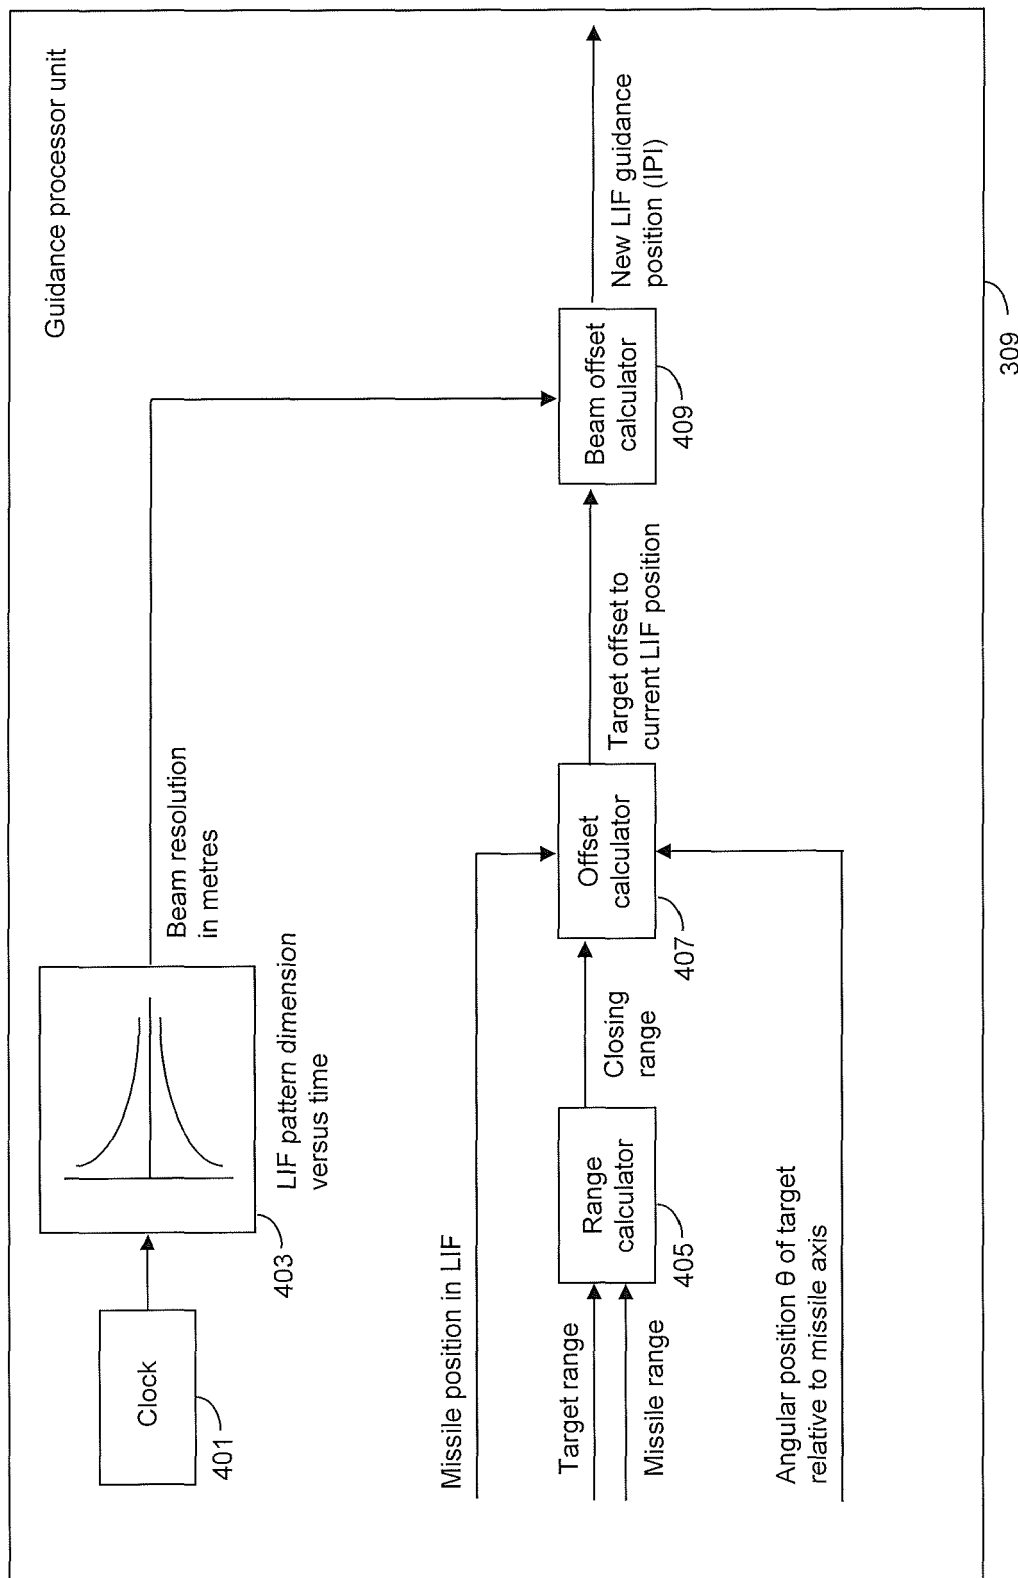 Guidance processor unit
Clock
401
403
LIF pattern dimension
versus time
Beam resolution
in metres
Missile position in LIF
Target range
Missile range
Range
calculator
405
Closing
range
Offset
calculator
407
Target offset to
current LIF position
Beam offset
calculator
409
New LIF guidance
position (IPI)
Angular position θ of target
relative to missile axis
309